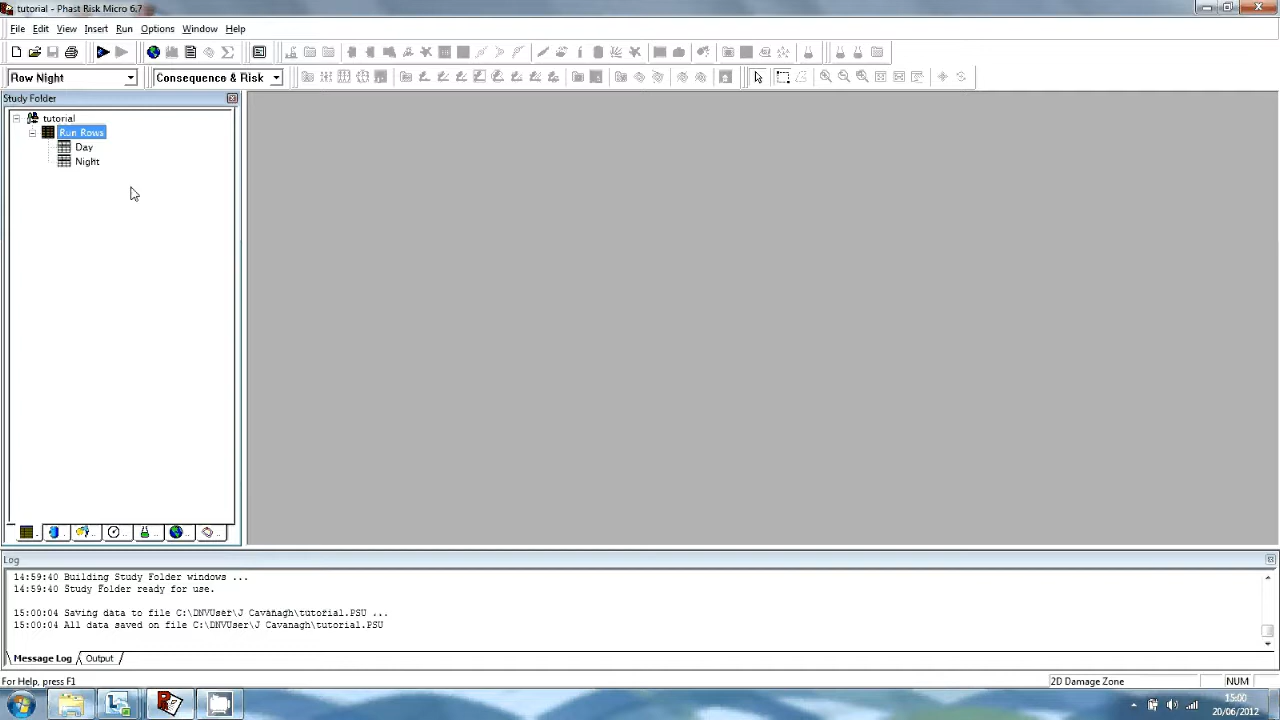 tutorial - Phast Risk Micro 6.7
File Edit View Insert Run Options Window Help
Row Night Consequence & Risk
Study Folder
tutorial
Run Rows
Day
Night
Log
14:59:40 Building Study Folder windows ...
14:59:40 Study Folder ready for use.
15:00:04 Saving data to file C:\DNVUser\J Cavanagh\tutorial.PSU ...
15:00:04 All data saved on file C:\DNVUser\J Cavanagh\tutorial.PSU
Message Log Output
For Help, press F1 2D Damage Zone NUM
15:00
20/06/2012